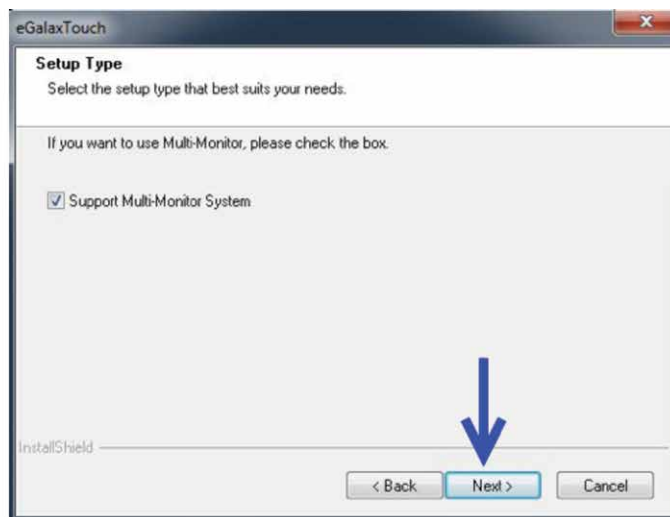 eGalaxTouch
Setup Type
Select the setup type that best suits your needs.
If you want to use Multi-Monitor, please check the box.
Support Multi-Monitor System
InstallShield
< Back
Next >
Cancel